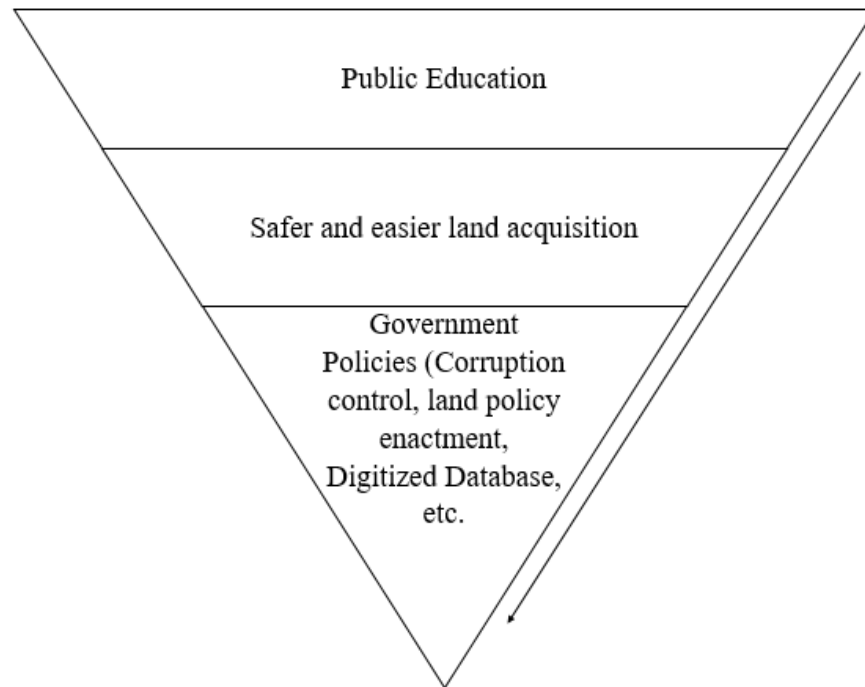 Public Education
Safer and easier land acquisition
Government
Policies (Corruption
control, land policy
enactment,
Digitized Database,
etc.